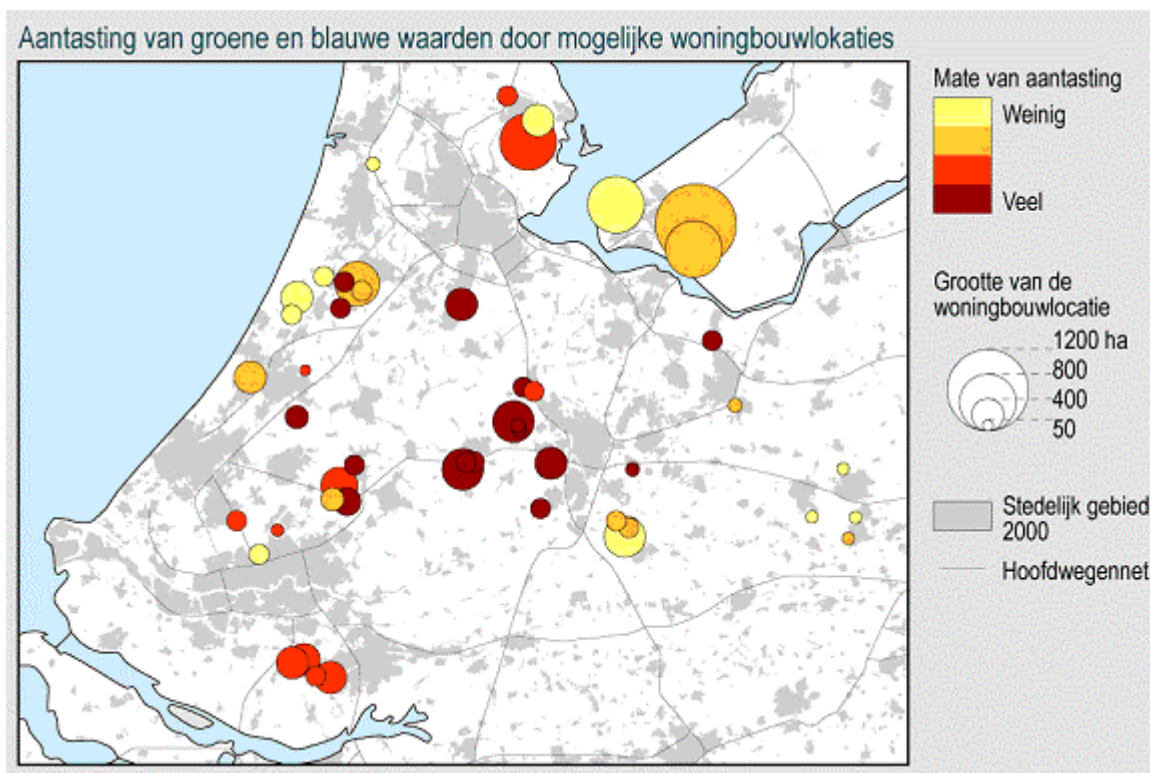 Aantasting van groene en blauwe waarden door mogelijke woningbouwlokaties
Mate van aantasting
Weinig
Veel
Grootte van de
woningbouwlocatie
1200 ha
800
400
50
Stedelijk gebied
2000
Hoofdwegennet